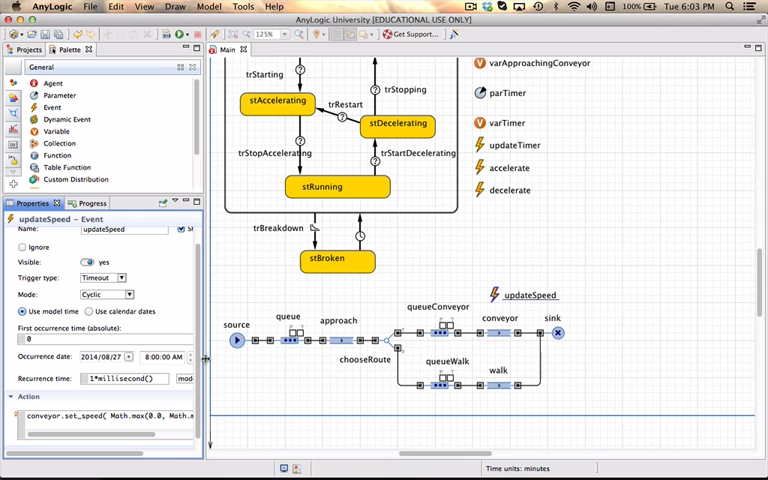 AnyLogic File Edit View Draw Model Tools Help 100% Tue 6:03 PM
AnyLogic University [EDUCATIONAL USE ONLY]
125% Get Support...
Projects Palette
General
Agent
Parameter
Event
Dynamic Event
Variable
Collection
Function
Table Function
Custom Distribution
Properties Progress
updateSpeed – Event
Name: updateSpeed
Ignore
Visible: yes
Trigger type: Timeout
Mode: Cyclic
Use model time Use calendar dates
First occurrence time (absolute):
0
Occurrence date: 2014/08/27 8:00:00 AM
Recurrence time: 1*millisecond()
Action
conveyor.set_speed( Math.max(0.0, Math.m
Main
trStarting
stAccelerating
trStopping
trRestart
stDecelerating
trStopAccelerating
trStartDecelerating
stRunning
trBreakdown
stBroken
varApproachingConveyor
parTimer
varTimer
updateTimer
accelerate
decelerate
updateSpeed
source
queue
approach
chooseRoute
queueConveyor
conveyor
sink
queueWalk
walk
Time units: minutes